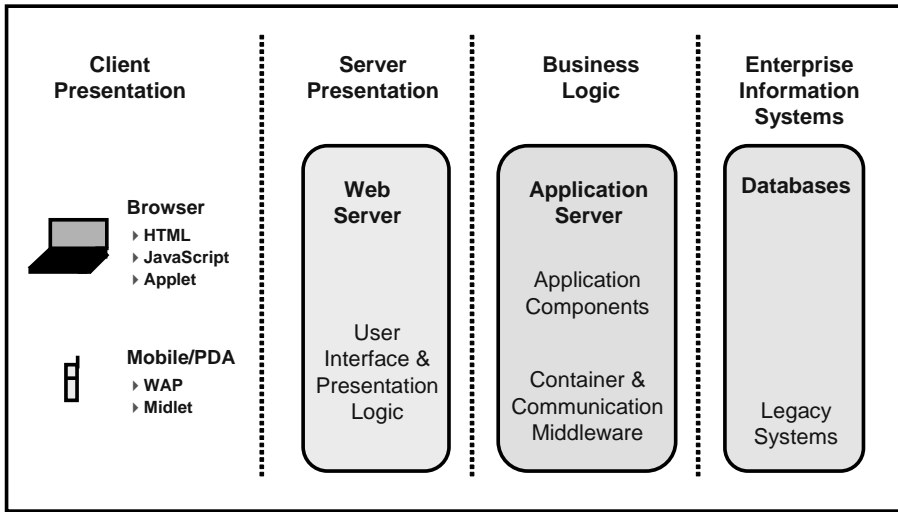 Client
Presentation
Browser
HTML
JavaScript
Applet
Mobile/PDA
WAP
Midlet
Server
Presentation
Web
Server
User
Interface &
Presentation
Logic
Business
Logic
Application
Server
Application
Components
Container &
Communication
Middleware
Enterprise
Information
Systems
Databases
Legacy
Systems